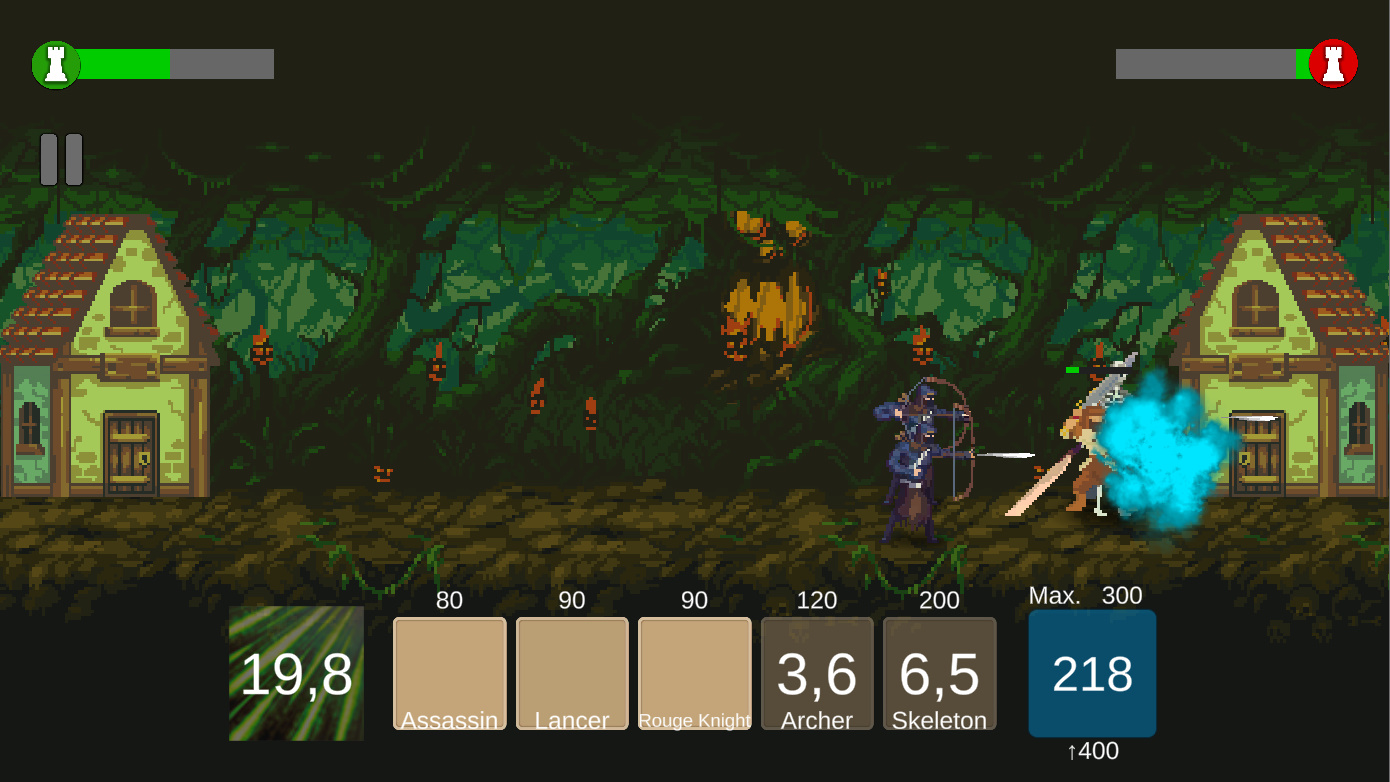 80 90 90 120 200 Max. 300
19,8 3,6 6,5 218
Assassin Lancer Rouge Knight Archer Skeleton
↑400